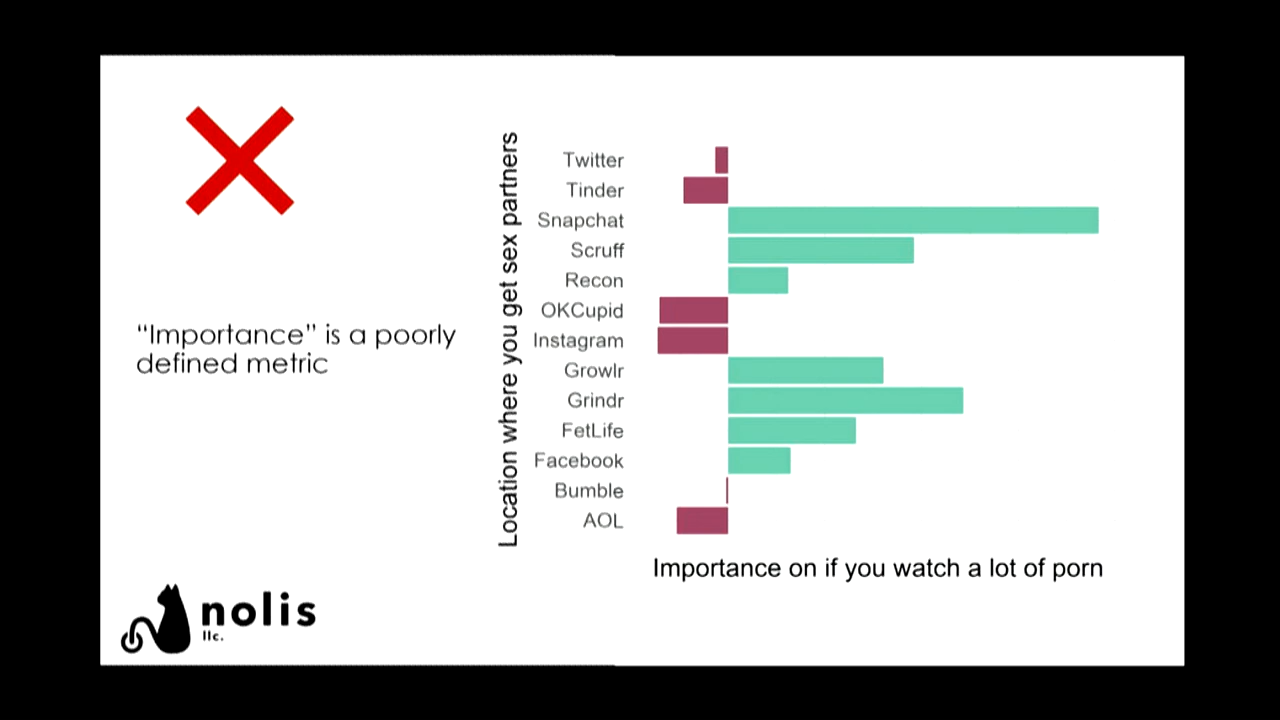 “Importance” is a poorly
defined metric
Location where you get sex partners
Twitter
Tinder
Snapchat
Scruff
Recon
OKCupid
Instagram
Growlr
Grindr
FetLife
Facebook
Bumble
AOL
Importance on if you watch a lot of porn
nolis
llc.